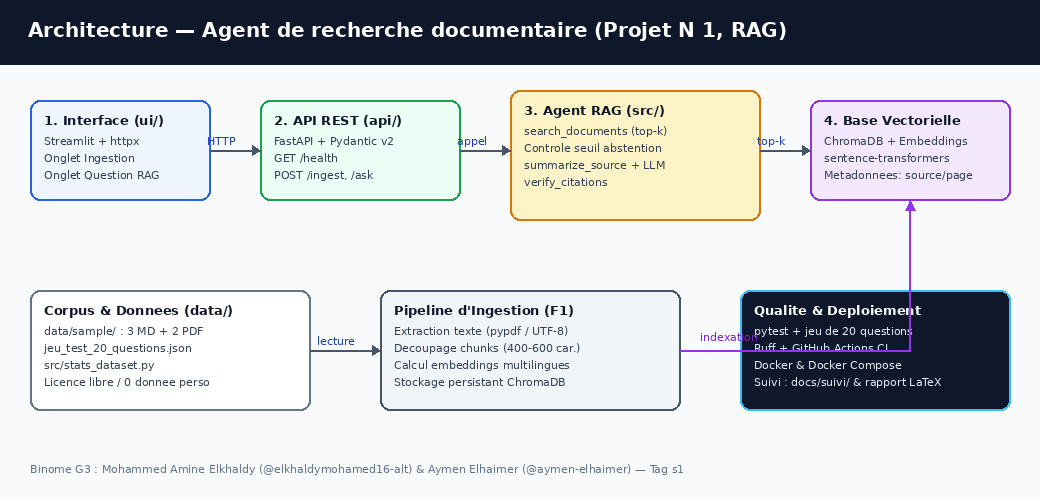 Architecture — Agent de recherche documentaire (Projet N 1, RAG)
1. Interface (ui/)
Streamlit + httpx
Onglet Ingestion
Onglet Question RAG
HTTP
2. API REST (api/)
FastAPI + Pydantic v2
GET /health
POST /ingest, /ask
appel
3. Agent RAG (src/)
search_documents (top-k)
Controle seuil abstention
summarize_source + LLM
verify_citations
top-k
4. Base Vectorielle
ChromaDB + Embeddings
sentence-transformers
Metadonnees: source/page
Corpus & Donnees (data/)
data/sample/ : 3 MD + 2 PDF
jeu_test_20_questions.json
src/stats_dataset.py
Licence libre / 0 donnee perso
lecture
Pipeline d'Ingestion (F1)
Extraction texte (pypdf / UTF-8)
Decoupage chunks (400-600 car.)
Calcul embeddings multilingues
Stockage persistant ChromaDB
indexation
Qualite & Deploiement
pytest + jeu de 20 questions
Ruff + GitHub Actions CI
Docker & Docker Compose
Suivi : docs/suivi/ & rapport LaTeX
Binome G3 : Mohammed Amine Elkhaldy (@elkhaldymohamed16-alt) & Aymen Elhaimer (@aymen-elhaimer) — Tag s1